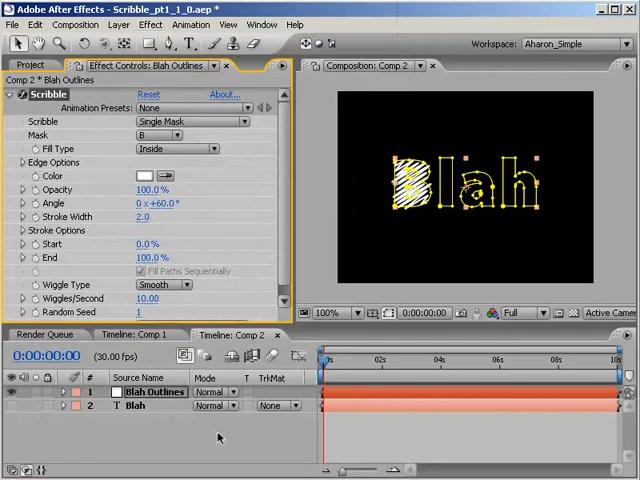 Adobe After Effects - Scribble_pt1_1_0.aep *
File Edit Composition Layer Effect Animation View Window Help
Workspace: Aharon_Simple
Project Effect Controls: Blah Outlines
Composition: Comp 2
Comp 2 * Blah Outlines
Scribble Reset About...
Animation Presets: None
Scribble Single Mask
Mask B
Fill Type Inside
Edge Options
Color
Opacity 100.0 %
Angle 0 x+60.0 °
Stroke Width 2.0
Stroke Options
Start 0.0 %
End 100.0 %
Fill Paths Sequentially
Wiggle Type Smooth
Wiggles/Second 10.00
Random Seed 1
Blah
100% 0:00:00:00 Full Active Camera
Render Queue Timeline: Comp 1 Timeline: Comp 2
0:00:00:00 (30.00 fps)
02s 04s 06s 08s 10s
# Source Name Mode T TrkMat
1 Blah Outlines Normal
2 T Blah Normal None